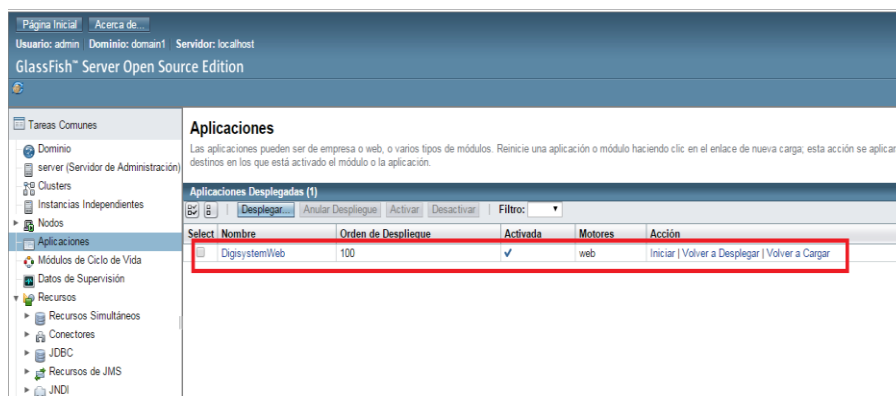 Página Inicial Acerca de...
Usuario: admin Dominio: domain1 Servidor: localhost
GlassFish™ Server Open Source Edition
Tareas Comunes
Dominio
server (Servidor de Administración)
Clusters
Instancias Independientes
Nodos
Aplicaciones
Módulos de Ciclo de Vida
Datos de Supervisión
Recursos
Recursos Simultáneos
Conectores
JDBC
Recursos de JMS
JNDI
Aplicaciones
Las aplicaciones pueden ser de empresa o web, o varios tipos de módulos. Reinicie una aplicación o módulo haciendo clic en el enlace de nueva carga; esta acción se aplicar
destinos en los que está activado el módulo o la aplicación.
Aplicaciones Desplegadas (1)
Desplegar... Anular Despliegue Activar Desactivar Filtro:
Select Nombre Orden de Despliegue Activada Motores Acción
DigisystemWeb 100 web Iniciar | Volver a Desplegar | Volver a Cargar